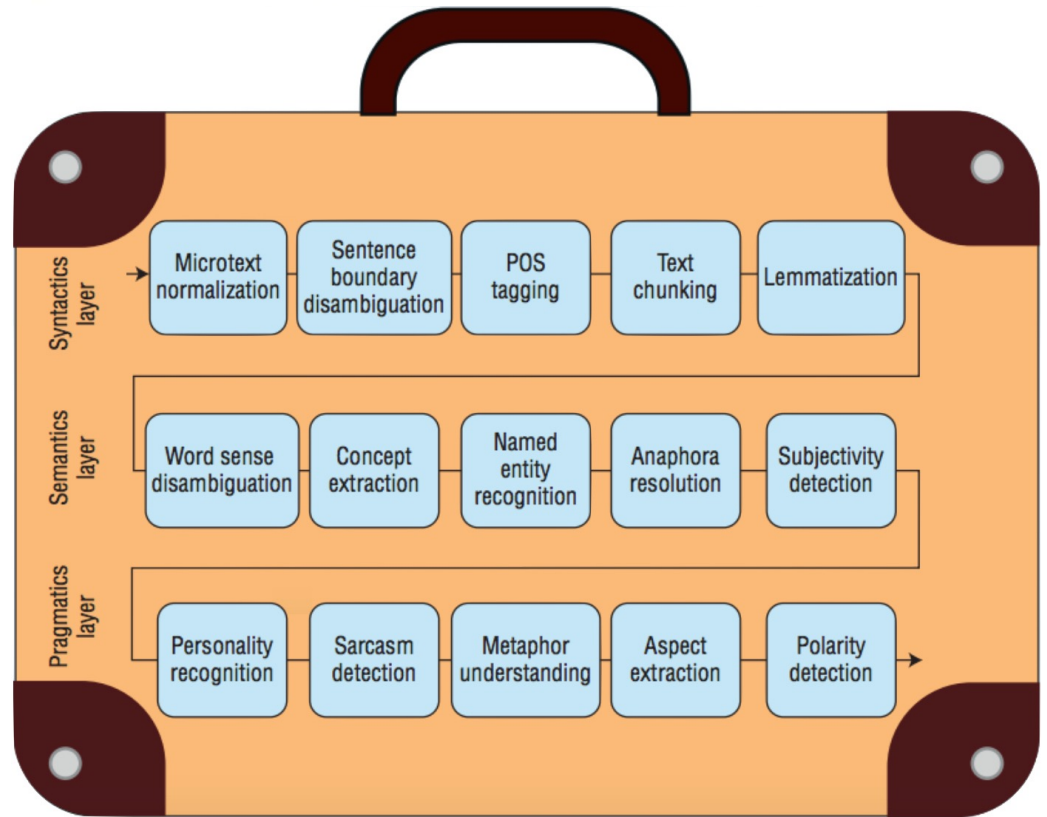 Syntactics
layer
Microtext
normalization
Sentence
boundary
disambiguation
POS
tagging
Text
chunking
Lemmatization
Semantics
layer
Word sense
disambiguation
Concept
extraction
Named
entity
recognition
Anaphora
resolution
Subjectivity
detection
Pragmatics
layer
Personality
recognition
Sarcasm
detection
Metaphor
understanding
Aspect
extraction
Polarity
detection